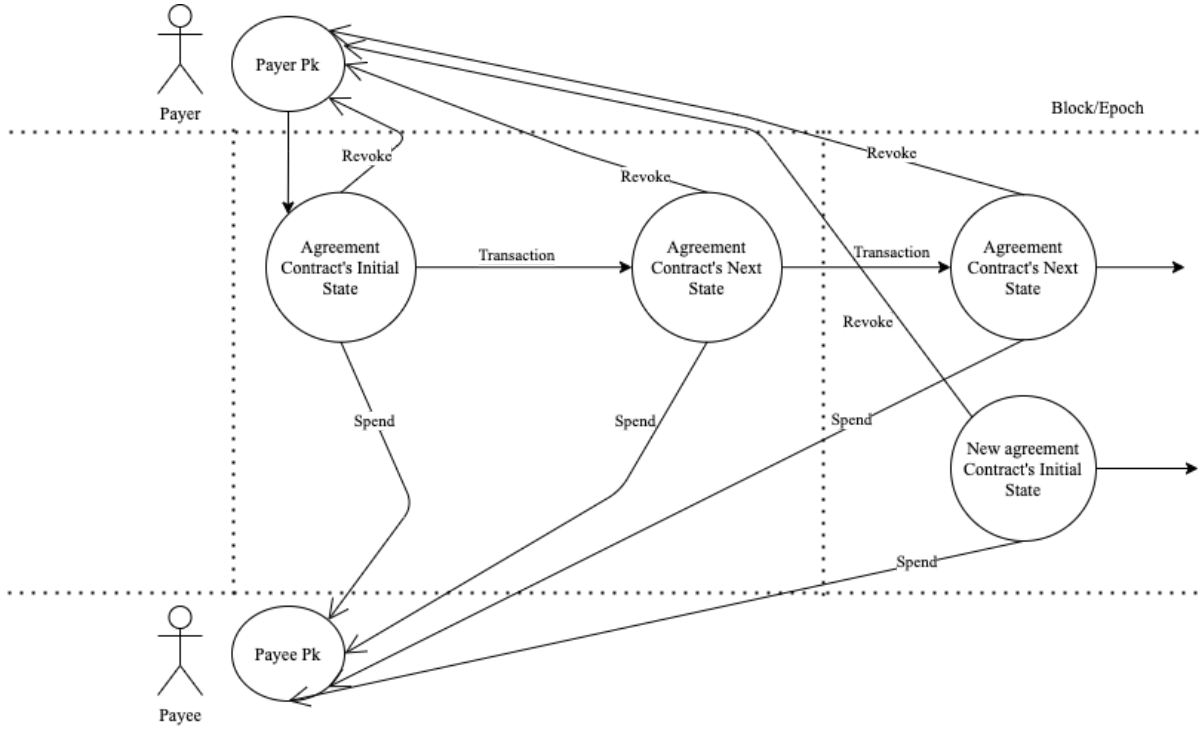 Payer Pk
Payer
Block/Epoch
Revoke
Revoke
Revoke
Agreement
Contract's Initial
State
Transaction
Agreement
Contract's Next
State
Transaction
Agreement
Contract's Next
State
Revoke
Spend
Spend
Spend
New agreement
Contract's Initial
State
Spend
Payee Pk
Payee